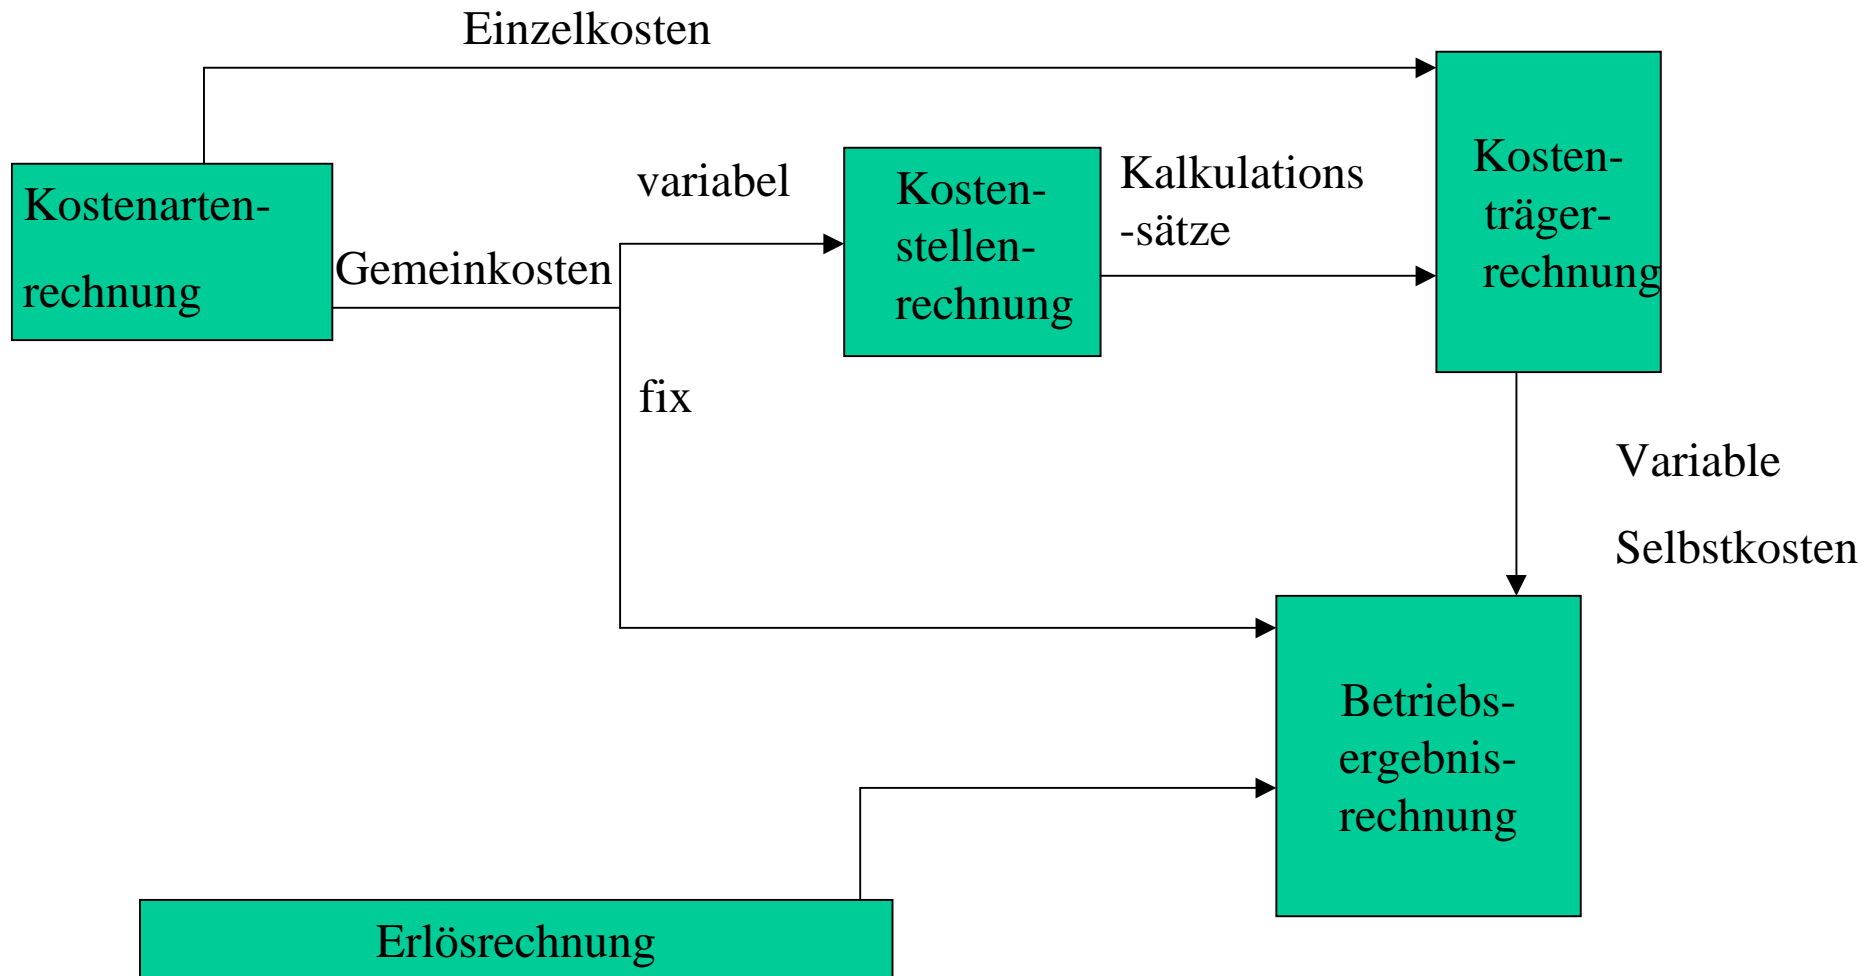 Einzelkosten
Kostenarten-
rechnung
Gemeinkosten
variabel
fix
Kosten-
stellen-
rechnung
Kalkulations
-sätze
Kosten-
träger-
rechnung
Variable
Selbstkosten
Betriebs-
ergebnis-
rechnung
Erlösrechnung